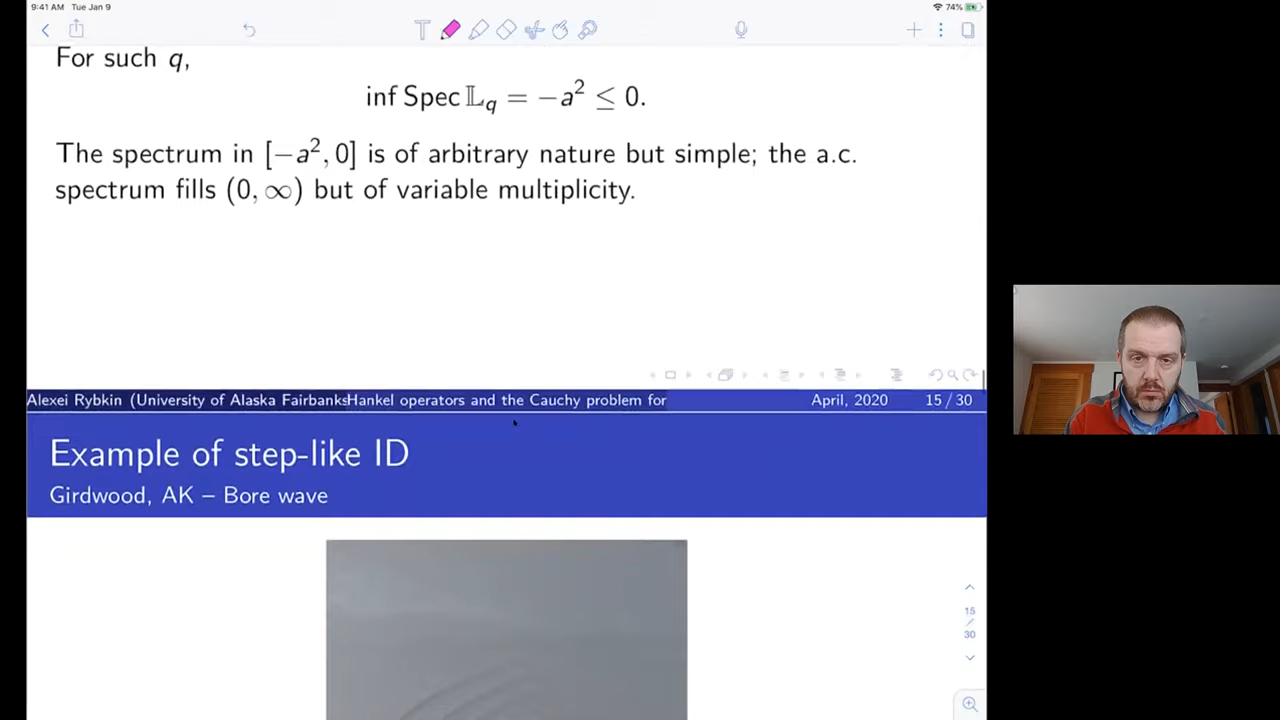 9:41 AM Tue Jan 9
74%
For such q,
inf Spec 𝕃_q = −a² ≤ 0.
The spectrum in [−a², 0] is of arbitrary nature but simple; the a.c.
spectrum fills (0, ∞) but of variable multiplicity.
Alexei Rybkin (University of Alaska FairbanksHankel operators and the Cauchy problem for April, 2020 15 / 30
Example of step-like ID
Girdwood, AK – Bore wave
15
/
30